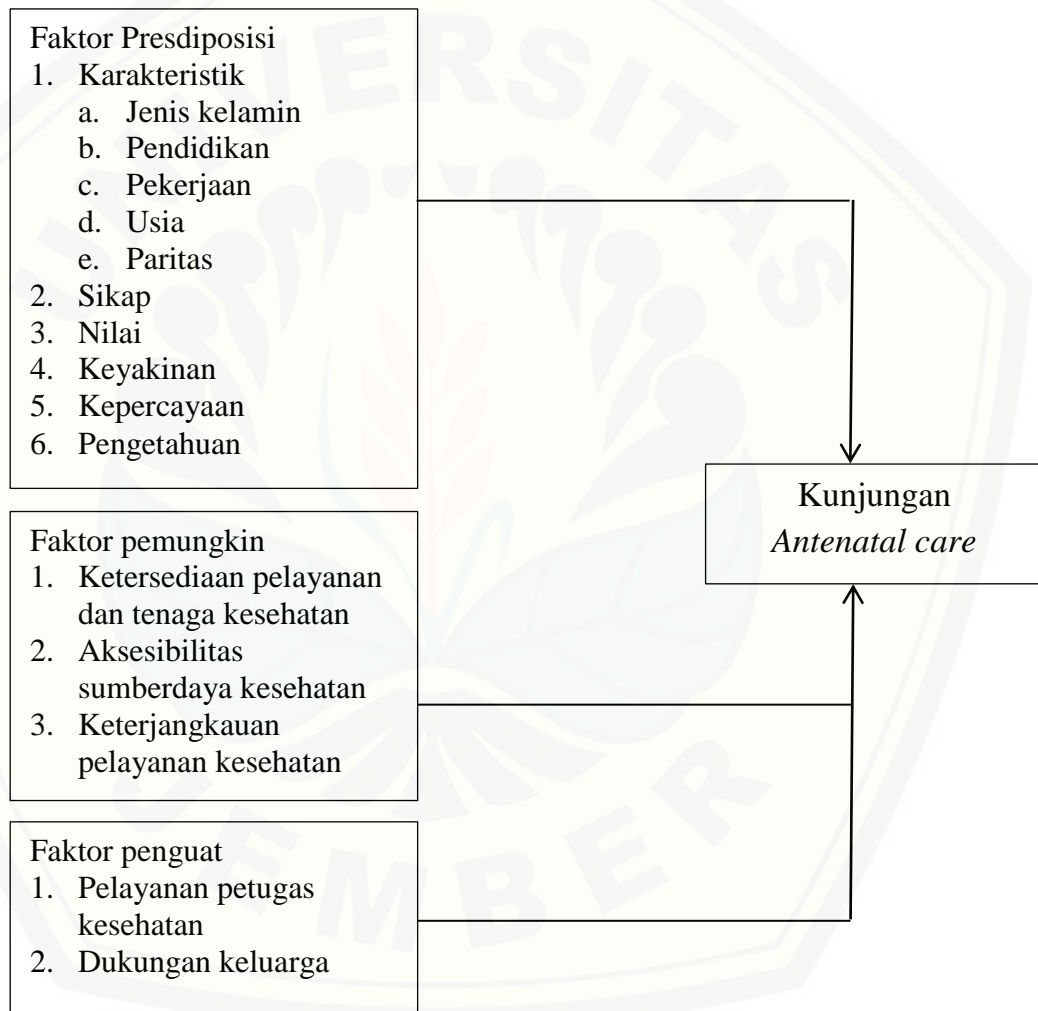 Faktor Presdiposisi
1. Karakteristik
a. Jenis kelamin
b. Pendidikan
c. Pekerjaan
d. Usia
e. Paritas
2. Sikap
3. Nilai
4. Keyakinan
5. Kepercayaan
6. Pengetahuan
Kunjungan
Antenatal care
Faktor pemungkin
1. Ketersediaan pelayanan
dan tenaga kesehatan
2. Aksesibilitas
sumberdaya kesehatan
3. Keterjangkauan
pelayanan kesehatan
Faktor penguat
1. Pelayanan petugas
kesehatan
2. Dukungan keluarga
UNIVERSITAS
JEMBER